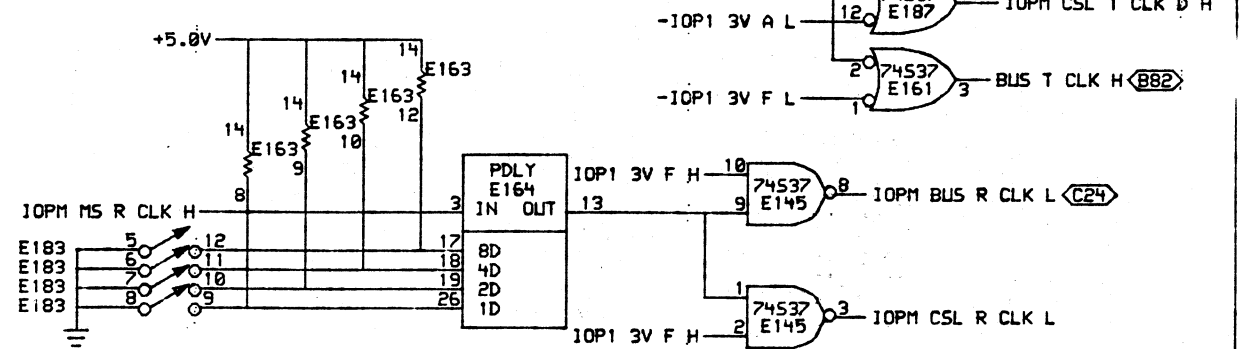 74S37
E187
IOPM CSL T CLK D H
-IOP1 3V A L
12
+5.0V
14
E163
12
14
E163
10
14
E163
9
14
E163
8
2
74S37
E161
3
BUS T CLK H
B82
-IOP1 3V F L
1
PDLY
E164
IN OUT
3
13
IOPM MS R CLK H
IOP1 3V F H
10
9
74S37
E145
8
IOPM BUS R CLK L
C24
E183
5
12
17
8D
E183
6
11
18
4D
E183
7
10
19
2D
E183
8
9
26
1D
1
74S37
E145
3
IOPM CSL R CLK L
IOP1 3V F H
2